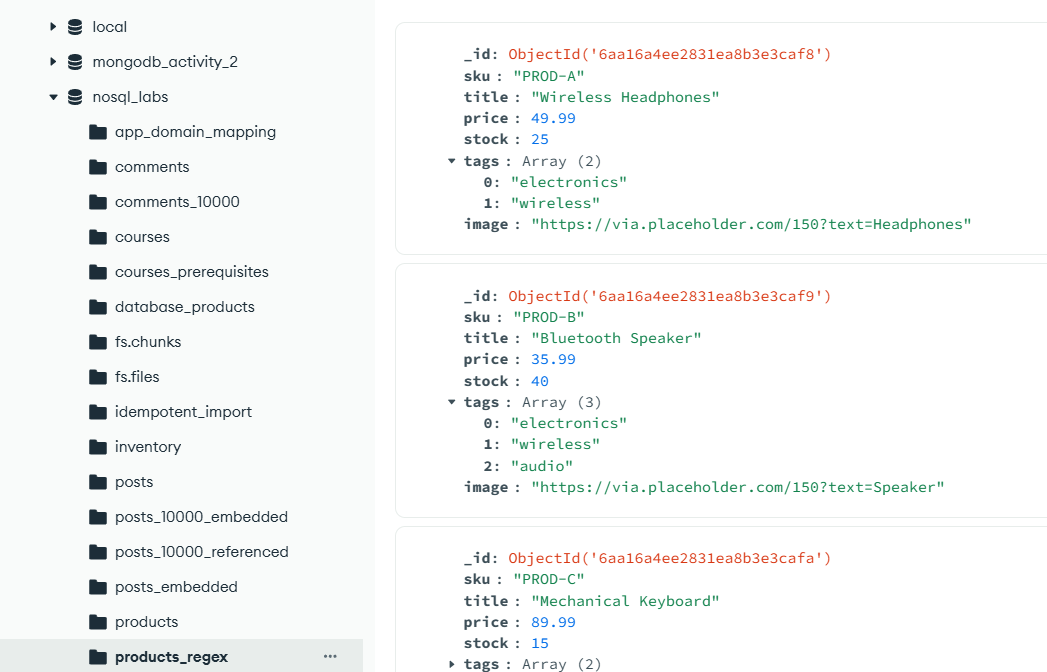 local
mongodb_activity_2
nosql_labs
app_domain_mapping
comments
comments_10000
courses
courses_prerequisites
database_products
fs.chunks
fs.files
idempotent_import
inventory
posts
posts_10000_embedded
posts_10000_referenced
posts_embedded
products
products_regex
_id: ObjectId('6aa16a4ee2831ea8b3e3caf8')
sku : "PROD-A"
title : "Wireless Headphones"
price : 49.99
stock : 25
tags : Array (2)
0: "electronics"
1: "wireless"
image : "https://via.placeholder.com/150?text=Headphones"
_id: ObjectId('6aa16a4ee2831ea8b3e3caf9')
sku : "PROD-B"
title : "Bluetooth Speaker"
price : 35.99
stock : 40
tags : Array (3)
0: "electronics"
1: "wireless"
2: "audio"
image : "https://via.placeholder.com/150?text=Speaker"
_id: ObjectId('6aa16a4ee2831ea8b3e3cafa')
sku : "PROD-C"
title : "Mechanical Keyboard"
price : 89.99
stock : 15
tags : Array (2)